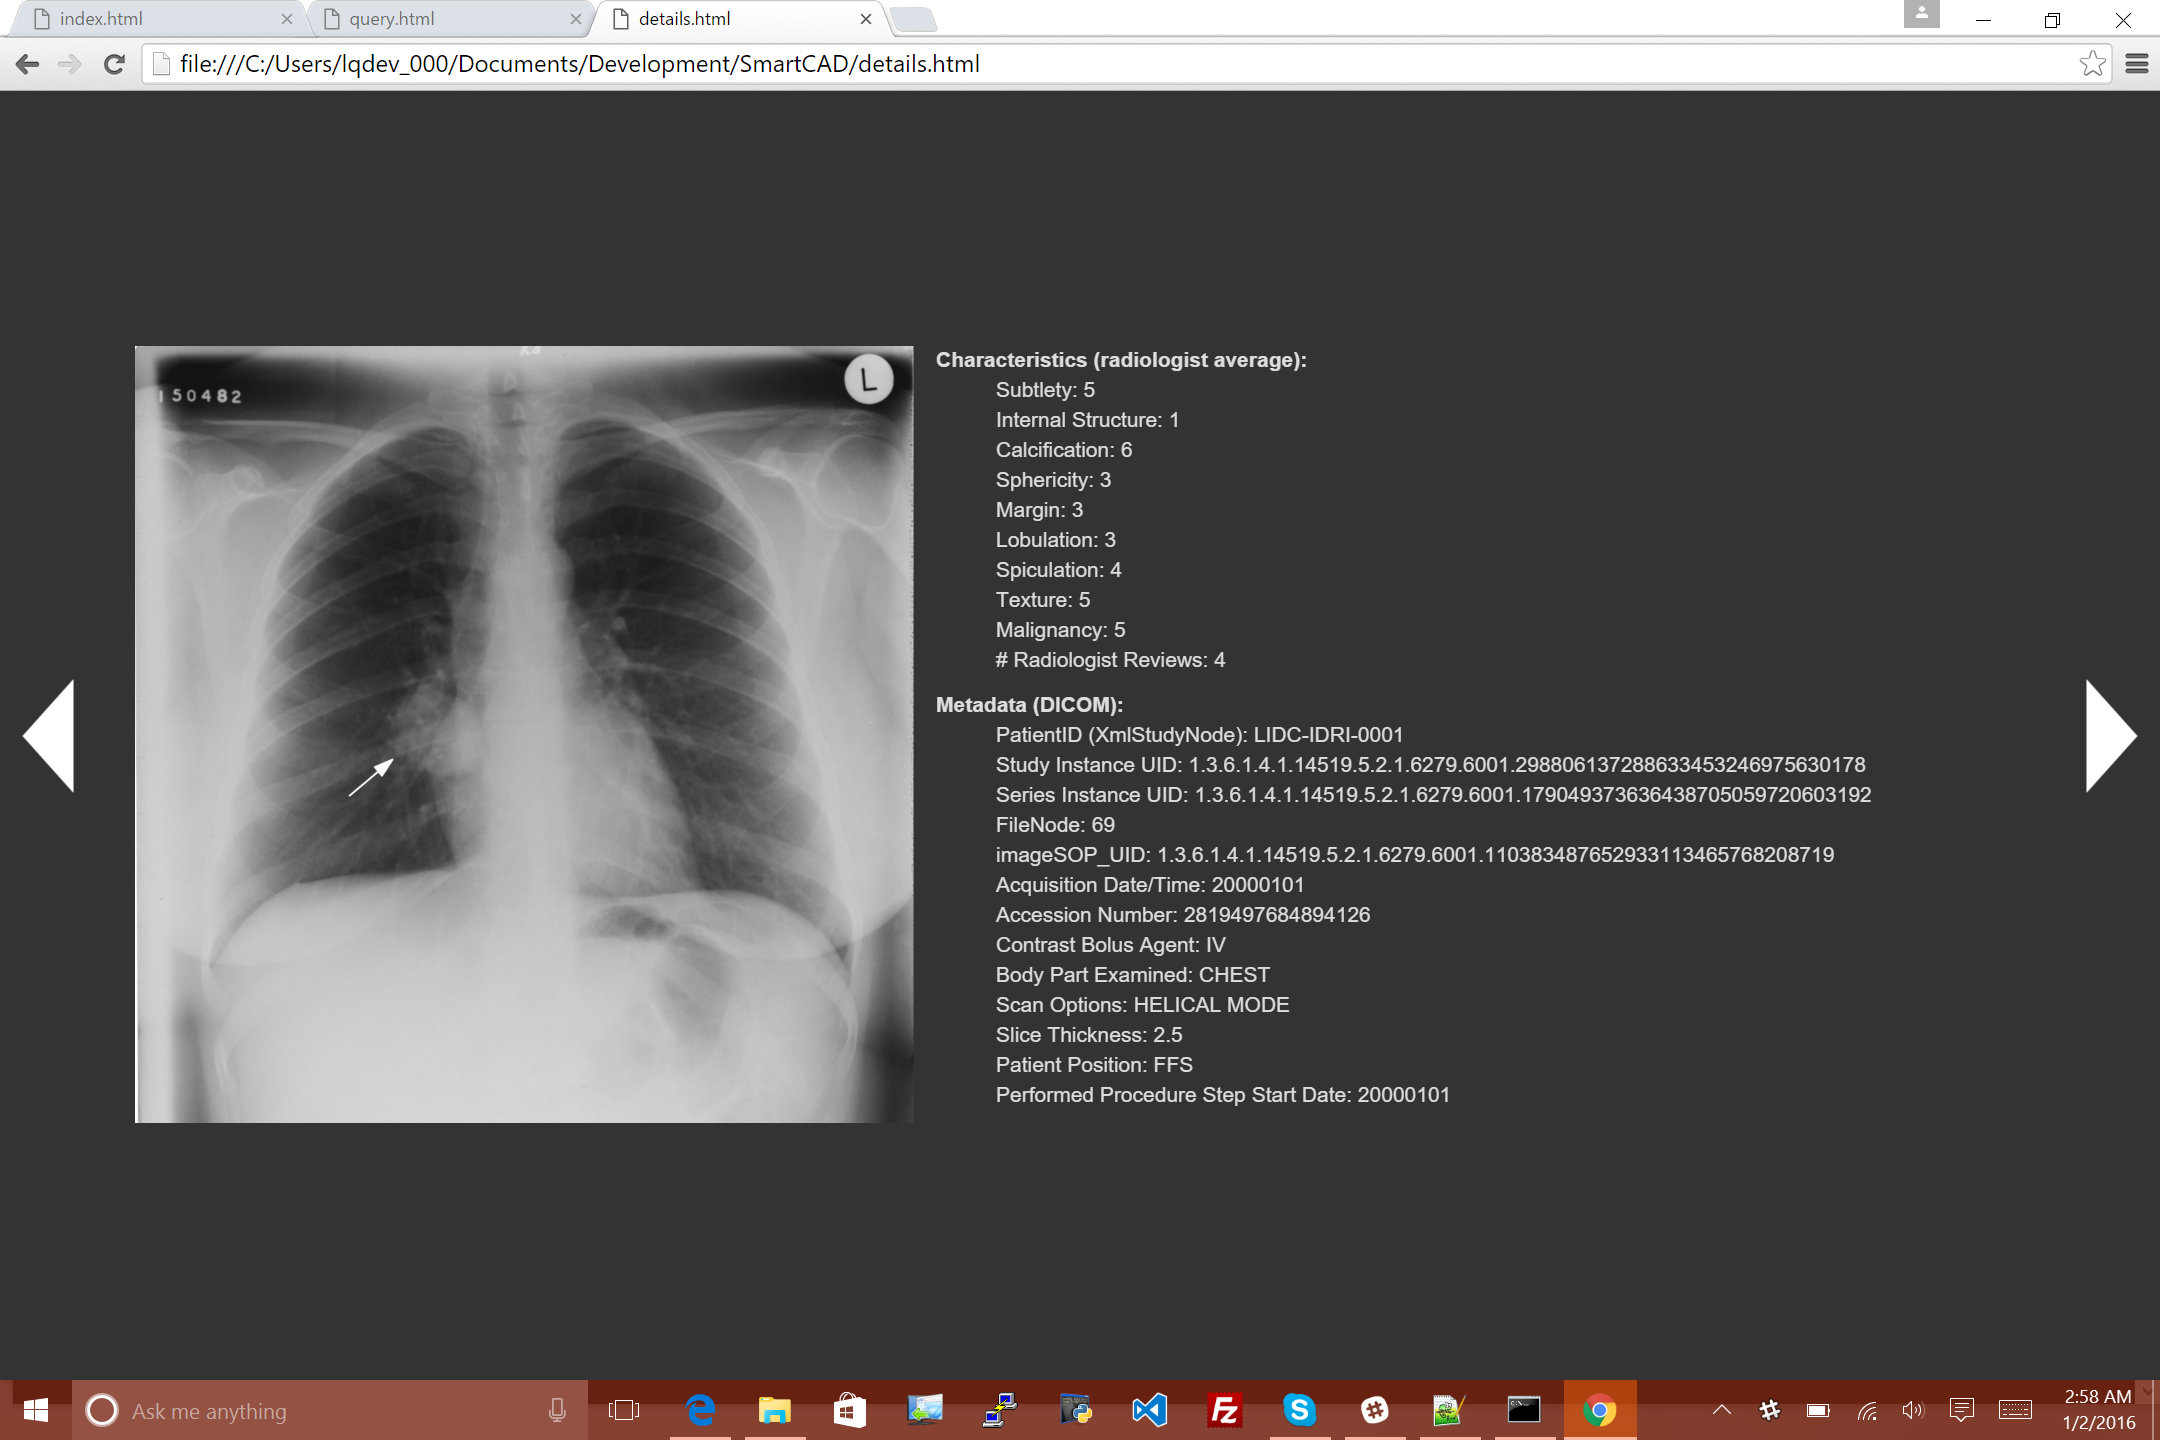 index.html
query.html
details.html
file:///C:/Users/lqdev_000/Documents/Development/SmartCAD/details.html
150482
L
Characteristics (radiologist average):
Subtlety: 5
Internal Structure: 1
Calcification: 6
Sphericity: 3
Margin: 3
Lobulation: 3
Spiculation: 4
Texture: 5
Malignancy: 5
# Radiologist Reviews: 4
Metadata (DICOM):
PatientID (XmlStudyNode): LIDC-IDRI-0001
Study Instance UID: 1.3.6.1.4.1.14519.5.2.1.6279.6001.298806137288633453246975630178
Series Instance UID: 1.3.6.1.4.1.14519.5.2.1.6279.6001.179049373636438705059720603192
FileNode: 69
imageSOP_UID: 1.3.6.1.4.1.14519.5.2.1.6279.6001.110383487652933113465768208719
Acquisition Date/Time: 20000101
Accession Number: 2819497684894126
Contrast Bolus Agent: IV
Body Part Examined: CHEST
Scan Options: HELICAL MODE
Slice Thickness: 2.5
Patient Position: FFS
Performed Procedure Step Start Date: 20000101
Ask me anything
2:58 AM
1/2/2016